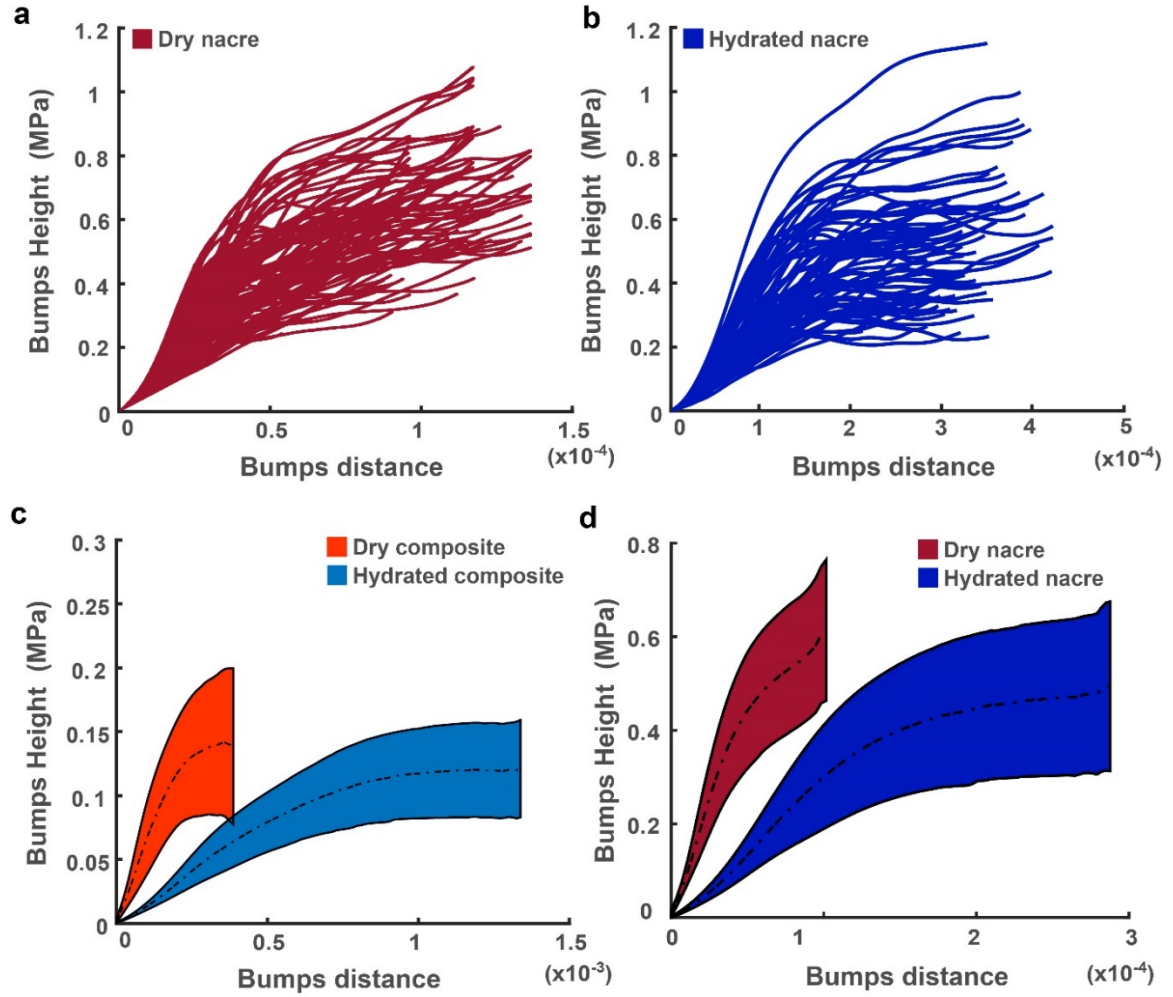 a
Dry nacre
Bumps Height (MPa)
1.2
1
0.8
0.6
0.4
0.2
0
0
0.5
1
1.5
(x10-4)
Bumps distance
b
Hydrated nacre
Bumps Height (MPa)
1.2
1
0.8
0.6
0.4
0.2
0
0
1
2
3
4
5
(x10-4)
Bumps distance
c
Dry composite
Hydrated composite
Bumps Height (MPa)
0.3
0.25
0.2
0.15
0.1
0.05
0
0
0.5
1
1.5
(x10-3)
Bumps distance
d
Dry nacre
Hydrated nacre
Bumps Height (MPa)
0.8
0.6
0.4
0.2
0
0
1
2
3
(x10-4)
Bumps distance